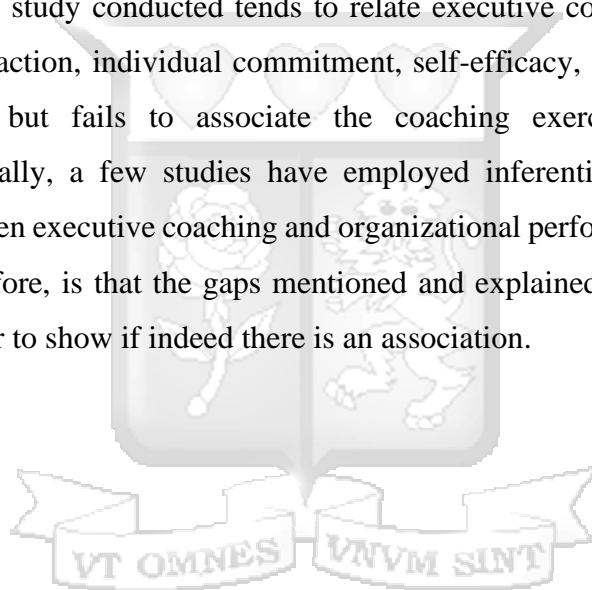 study conducted tends to relate executive co
action, individual commitment, self-efficacy,
but fails to associate the coaching exerc
ally, a few studies have employed inferenti
en executive coaching and organizational perfo
fore, is that the gaps mentioned and explained
r to show if indeed there is an association.
VT OMNES VNVM SINT